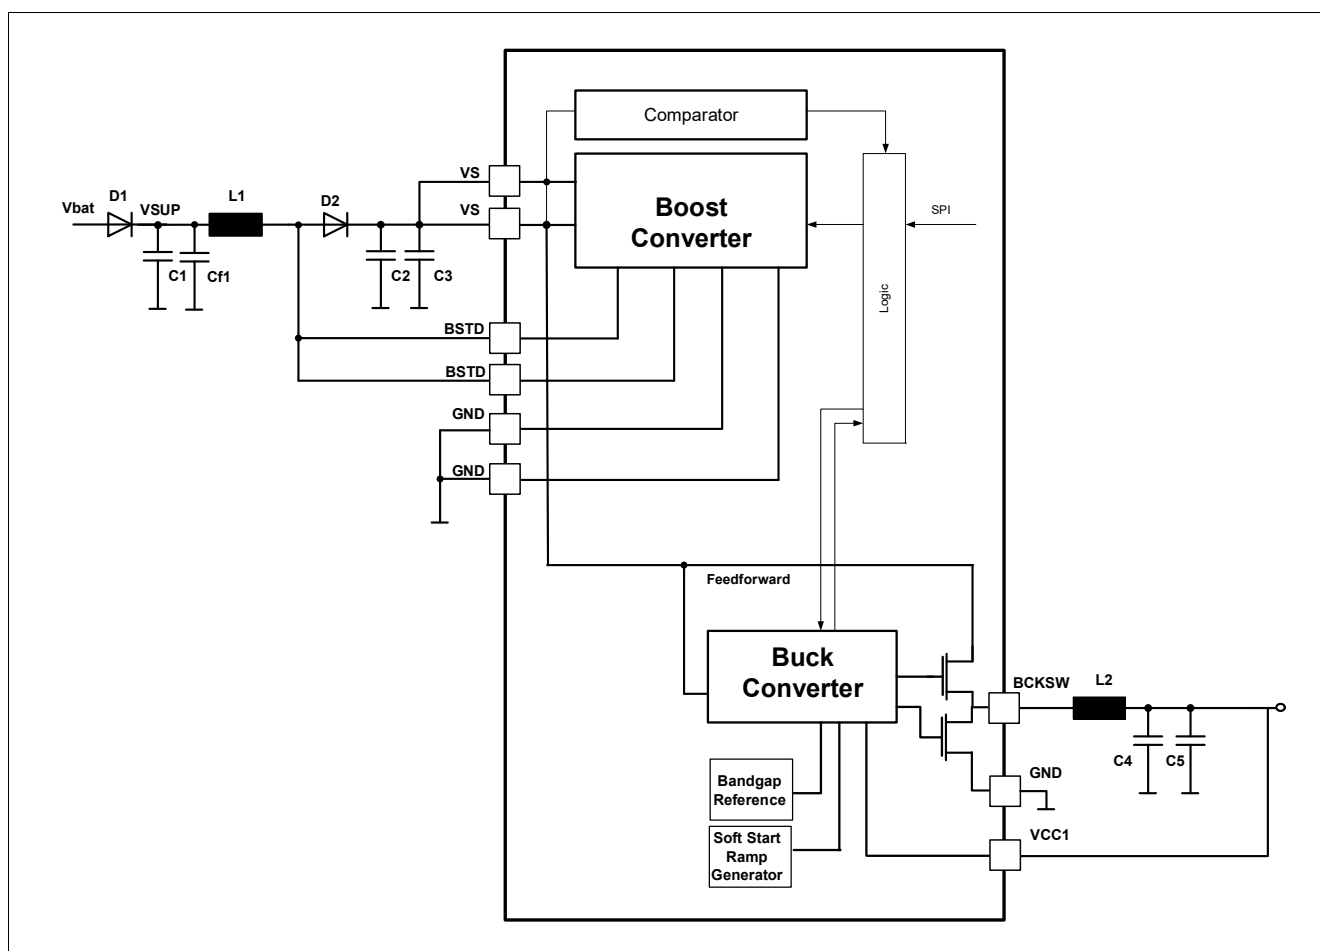 Comparator
VS
Boost
Converter
D1
L1
D2
Vbat
VSUP
VS
SPI
C1
Cf1
C2
C3
Logic
BSTD
BSTD
GND
GND
Feedforward
Buck
Converter
BCKSW
L2
C4
C5
GND
Bandgap
Reference
VCC1
Soft Start
Ramp
Generator